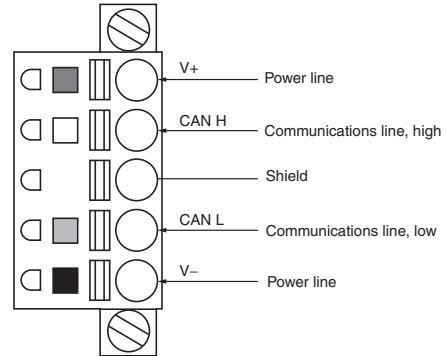 V+
Power line
CAN H
Communications line, high
Shield
CAN L
Communications line, low
V–
Power line